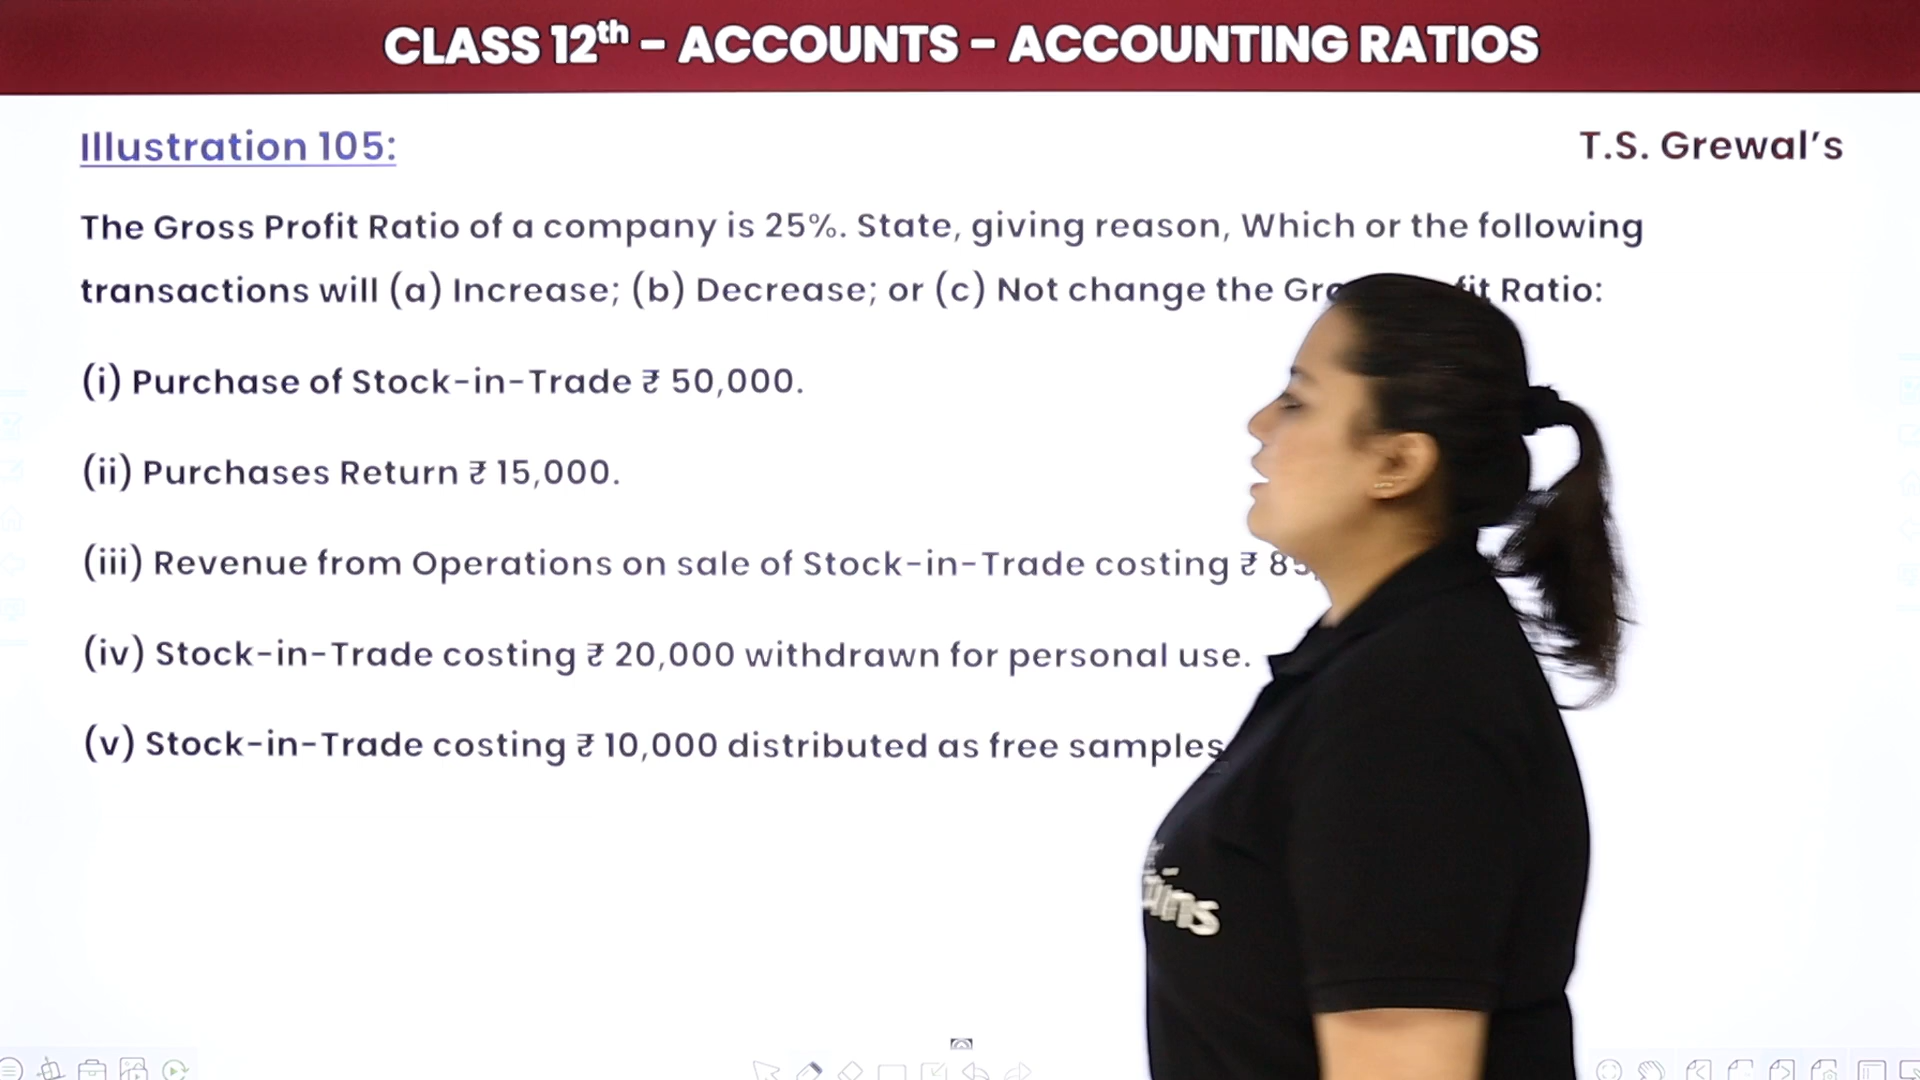 CLASS 12th - ACCOUNTS - ACCOUNTING RATIOS
Illustration 105:
T.S. Grewal's
The Gross Profit Ratio of a company is 25%. State, giving reason, Which or the following
transactions will (a) Increase; (b) Decrease; or (c) Not change the Ratio:
(i) Purchase of Stock-in-Trade ₹ 50,000.
(ii) Purchases Return ₹ 15,000.
(iii) Revenue from Operations on sale of Stock-in-Trade costing ₹
(iv) Stock-in-Trade costing ₹ 20,000 withdrawn for personal use.
(v) Stock-in-Trade costing ₹ 10,000 distributed as free samples